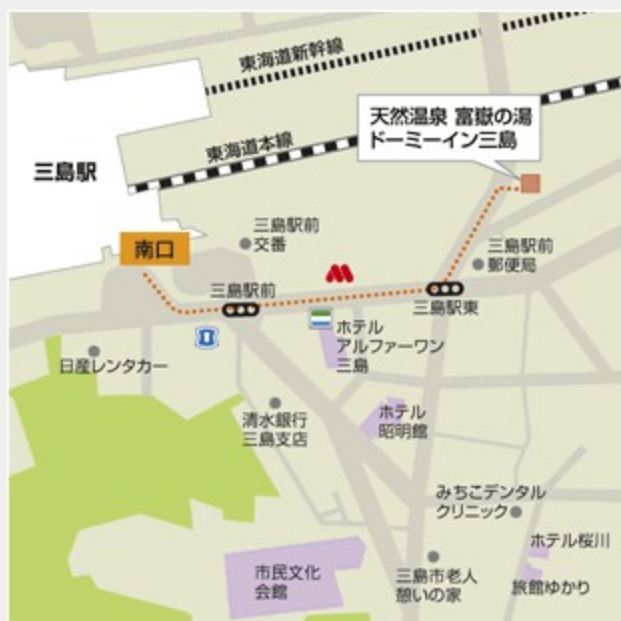 東海道新幹線
天然温泉 富嶽の湯
ドーミーイン三島
東海道本線
三島駅
三島駅前
交番
南口
三島駅前
郵便局
三島駅前
三島駅東
ホテル
アルファーワン
三島
日産レンタカー
清水銀行
三島支店
ホテル
昭明館
みちこデンタル
クリニック
ホテル桜川
市民文化
会館
三島市老人
憩いの家
旅館ゆかり